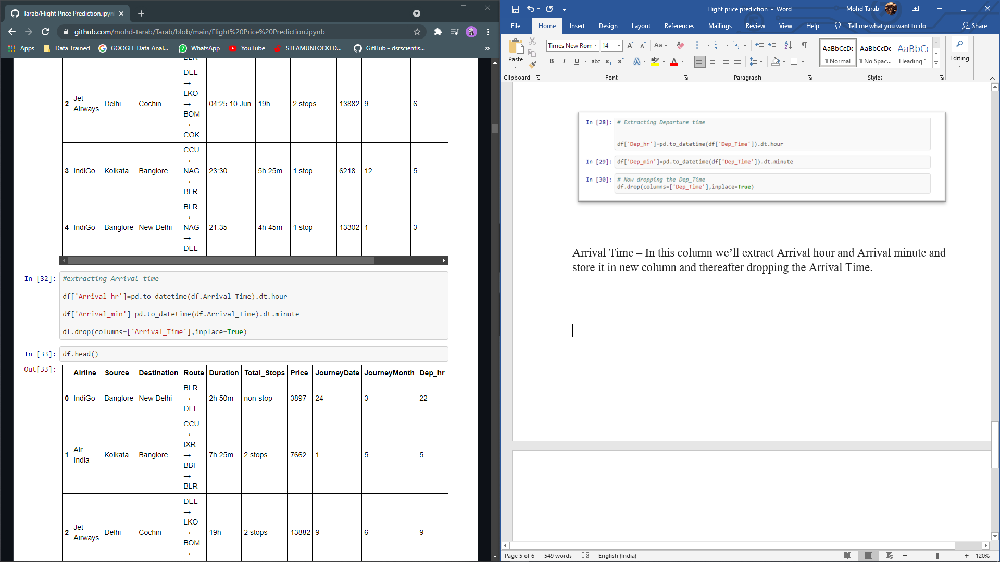 Tarab/Flight Price Prediction.ipyn
github.com/mohd-tarab/Tarab/blob/main/Flight%20Price%20Prediction.ipynb
Apps Data Trained GOOGLE Data Anal... WhatsApp YouTube STEAMUNLOCKED... GitHub - dsrscientis... »
DEL
→
LKO
→
BOM
→
COK
2 Jet Airways Delhi Cochin 04:25 10 Jun 19h 2 stops 13882 9 6
CCU
→
NAG
→
BLR
3 IndiGo Kolkata Banglore 23:30 5h 25m 1 stop 6218 12 5
BLR
→
NAG
→
DEL
4 IndiGo Banglore New Delhi 21:35 4h 45m 1 stop 13302 1 3
In [32]: #extracting Arrival time
df['Arrival_hr']=pd.to_datetime(df.Arrival_Time).dt.hour
df['Arrival_min']=pd.to_datetime(df.Arrival_Time).dt.minute
df.drop(columns=['Arrival_Time'],inplace=True)
In [33]: df.head()
Out[33]:
Airline Source Destination Route Duration Total_Stops Price JourneyDate JourneyMonth Dep_hr
BLR
→
DEL
0 IndiGo Banglore New Delhi 2h 50m non-stop 3897 24 3 22
CCU
→
IXR
→
BBI
→
BLR
1 Air India Kolkata Banglore 7h 25m 2 stops 7662 1 5 5
DEL
→
LKO
→
BOM
→
2 Jet Airways Delhi Cochin 19h 2 stops 13882 9 6 9
Flight price prediction - Word
Mohd Tarab
File Home Insert Design Layout References Mailings Review View Help Tell me what you want to do Share
Paste
Clipboard
Times New Ror 14 Aa
B I U abc x₂ x² A ab A
Font
Paragraph
AaBbCcDc AaBbCcDc AaBbCc
¶ Normal ¶ No Spac... Heading 1
Styles
Editing
In [28]: # Extracting Departure time
df['Dep_hr']=pd.to_datetime(df['Dep_Time']).dt.hour
In [29]: df['Dep_min']=pd.to_datetime(df['Dep_Time']).dt.minute
In [30]: # Now dropping the Dep_Time
df.drop(columns=['Dep_Time'],inplace=True)
Arrival Time – In this column we’ll extract Arrival hour and Arrival minute and
store it in new column and thereafter dropping the Arrival Time.
Page 5 of 6 549 words English (India) 120%